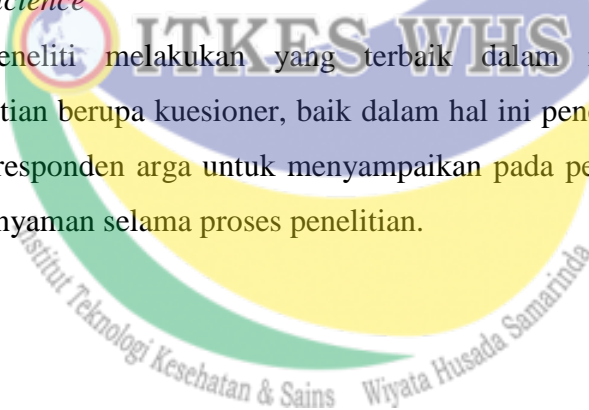 ITKES WHS
eneliti melakukan yang terbaik dalam
tian berupa kuesioner, baik dalam hal ini pen
responden arga untuk menyampaikan pada pe
nyaman selama proses penelitian.
Institut Teknologi Kesehatan & Sains Wiyata Husada Samarinda